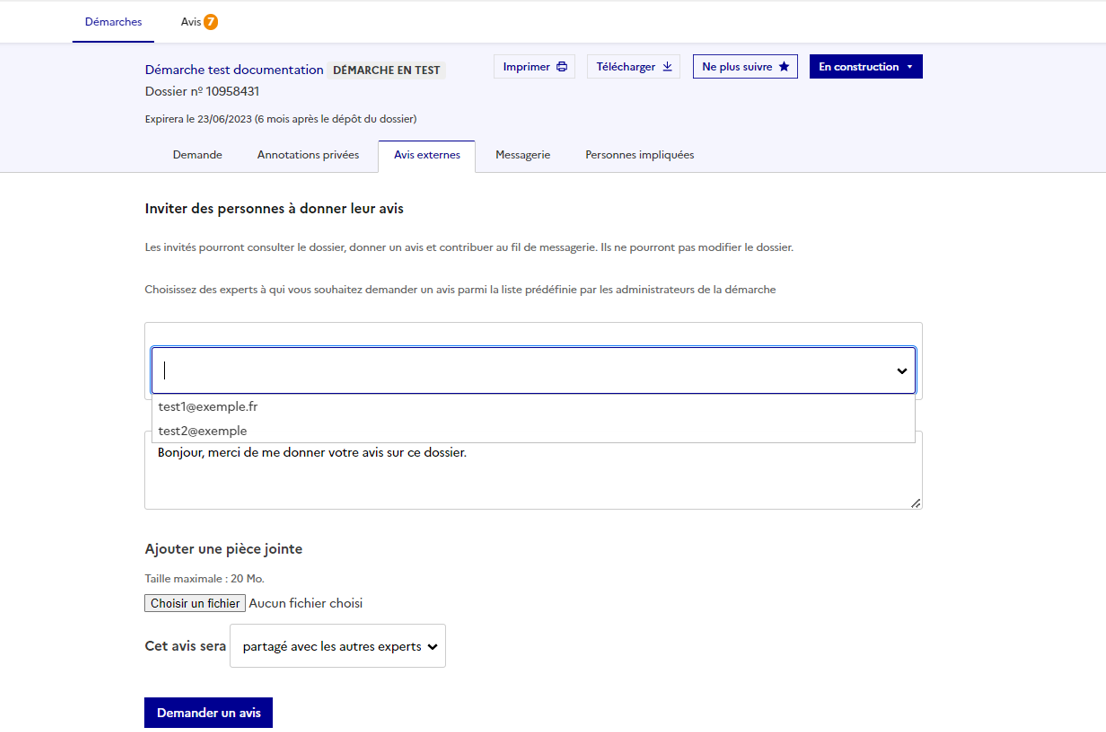 Démarches Avis 7
Démarche test documentation DÉMARCHE EN TEST Imprimer Télécharger Ne plus suivre En construction
Dossier nº 10958431
Expirera le 23/06/2023 (6 mois après le dépôt du dossier)
Demande Annotations privées Avis externes Messagerie Personnes impliquées
Inviter des personnes à donner leur avis
Les invités pourront consulter le dossier, donner un avis et contribuer au fil de messagerie. Ils ne pourront pas modifier le dossier.
Choisissez des experts à qui vous souhaitez demander un avis parmi la liste prédéfinie par les administrateurs de la démarche
test1@exemple.fr
test2@exemple
Bonjour, merci de me donner votre avis sur ce dossier.
Ajouter une pièce jointe
Taille maximale : 20 Mo.
Choisir un fichier Aucun fichier choisi
Cet avis sera partagé avec les autres experts
Demander un avis